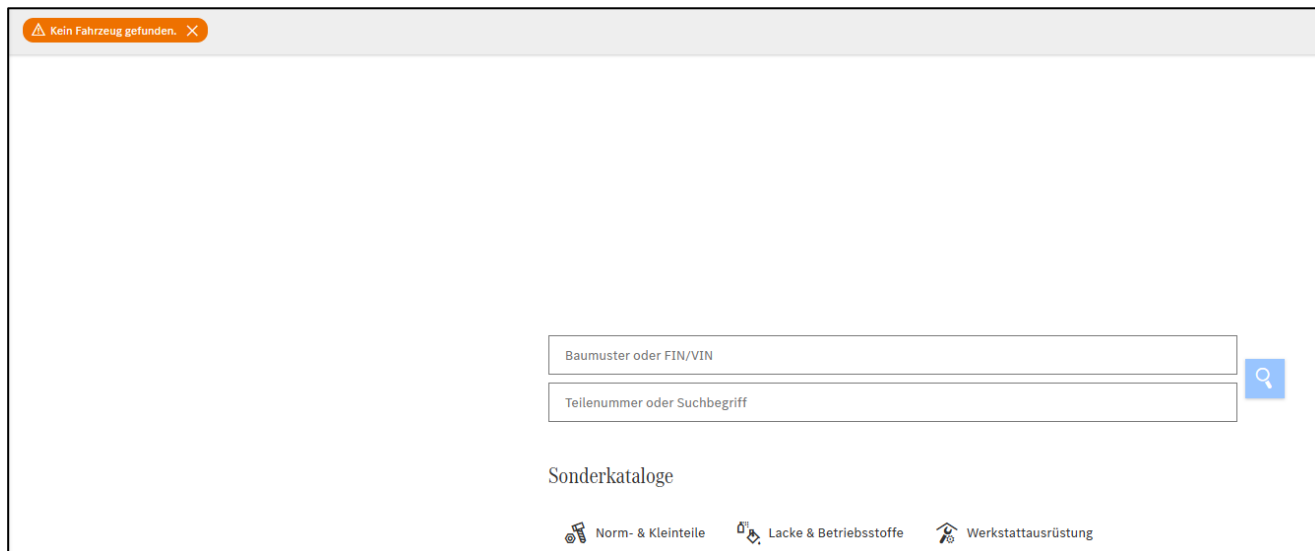 Kein Fahrzeug gefunden.
Baumuster oder FIN/VIN
Teilenummer oder Suchbegriff
Sonderkataloge
Norm- & Kleinteile Lacke & Betriebsstoffe Werkstattausrüstung